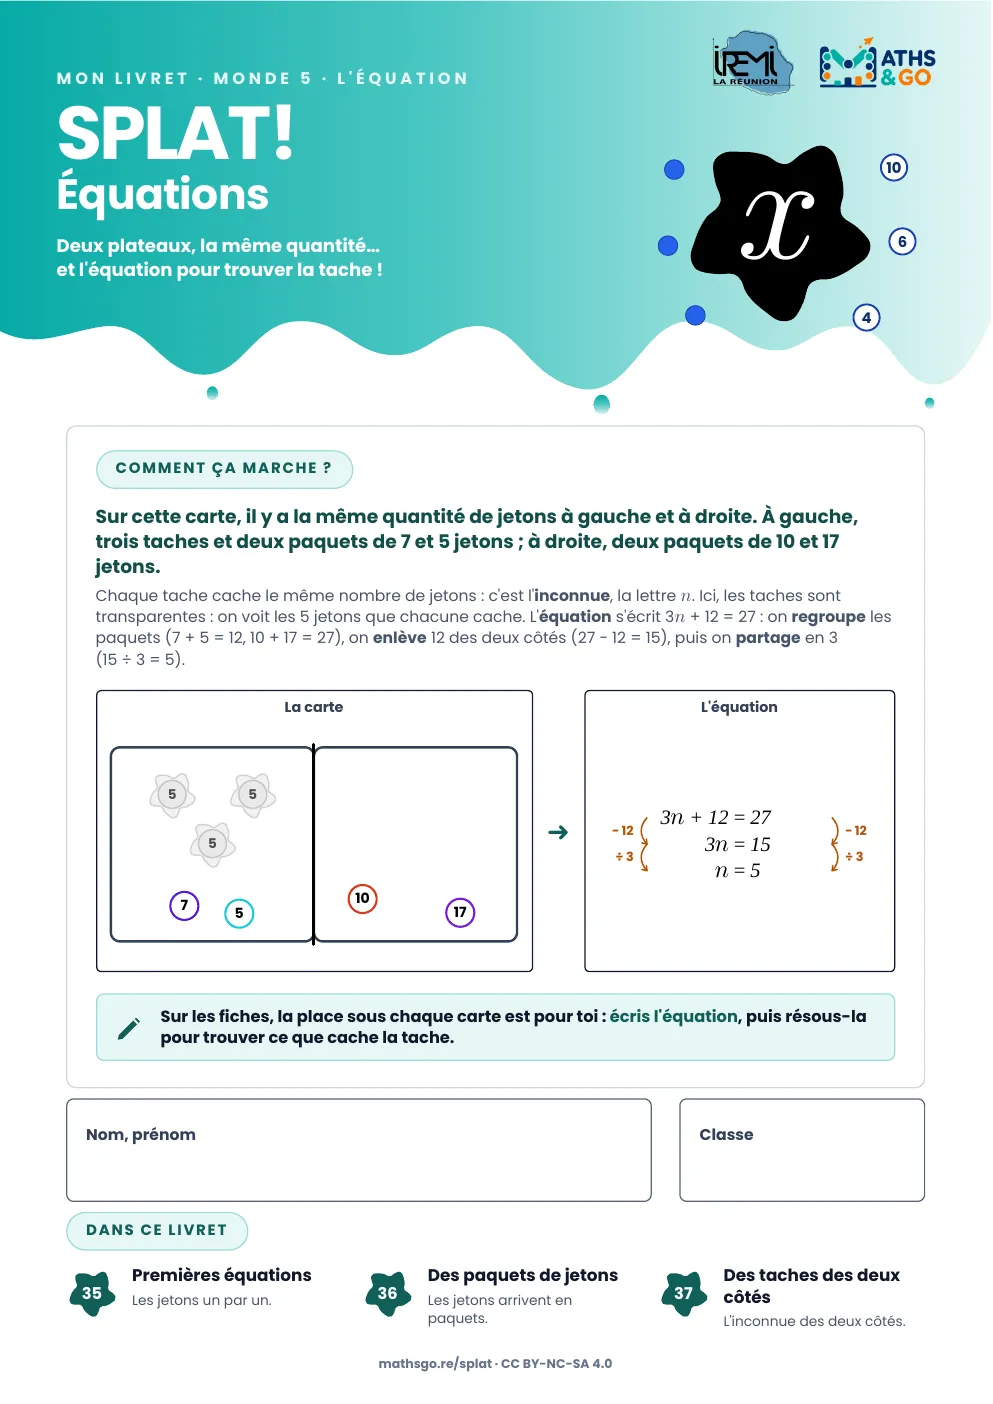 MON LIVRET · MONDE 5 · L'ÉQUATION
iREMi
LA RÉUNION
MATHS
&GO
SPLAT!
Équations
Deux plateaux, la même quantité...
et l'équation pour trouver la tache !
x
10
6
4
COMMENT ÇA MARCHE ?
Sur cette carte, il y a la même quantité de jetons à gauche et à droite. À gauche,
trois taches et deux paquets de 7 et 5 jetons ; à droite, deux paquets de 10 et 17
jetons.
Chaque tache cache le même nombre de jetons : c'est l'inconnue, la lettre n. Ici, les taches sont
transparentes : on voit les 5 jetons que chacune cache. L'équation s'écrit 3n + 12 = 27 : on regroupe les
paquets (7 + 5 = 12, 10 + 17 = 27), on enlève 12 des deux côtés (27 - 12 = 15), puis on partage en 3
(15 ÷ 3 = 5).
La carte
5 5
5
7 5
10 17
➜
L'équation
3n + 12 = 27
− 12 − 12
3n = 15
÷ 3 ÷ 3
n = 5
Sur les fiches, la place sous chaque carte est pour toi : écris l'équation, puis résous-la
pour trouver ce que cache la tache.
Nom, prénom
Classe
DANS CE LIVRET
35 Premières équations
Les jetons un par un.
36 Des paquets de jetons
Les jetons arrivent en
paquets.
37 Des taches des deux
côtés
L'inconnue des deux côtés.
mathsgo.re/splat · CC BY-NC-SA 4.0